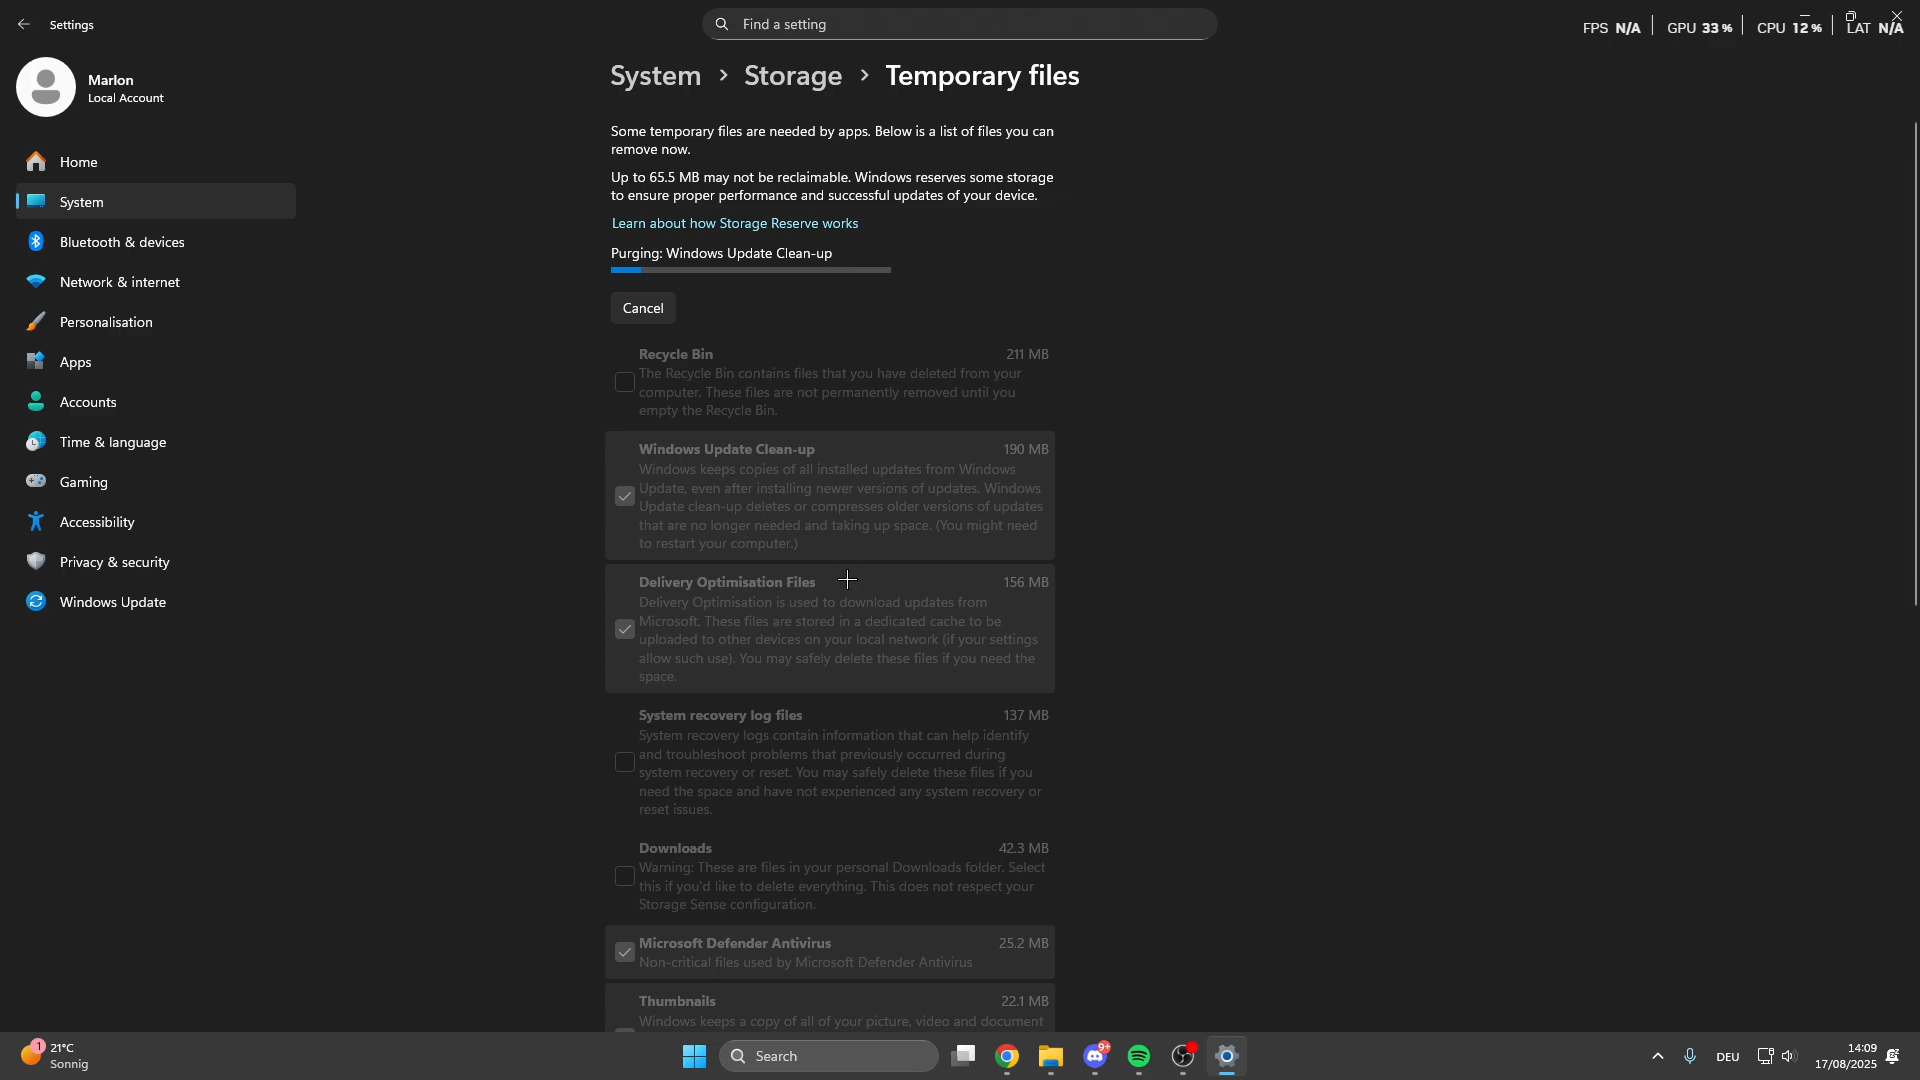 Settings
Find a setting
FPS N/A GPU 33 % CPU 12 % LAT N/A
Marlon
Local Account
Home
System
Bluetooth & devices
Network & internet
Personalisation
Apps
Accounts
Time & language
Gaming
Accessibility
Privacy & security
Windows Update
System > Storage > Temporary files
Some temporary files are needed by apps. Below is a list of files you can
remove now.
Up to 65.5 MB may not be reclaimable. Windows reserves some storage
to ensure proper performance and successful updates of your device.
Learn about how Storage Reserve works
Purging: Windows Update Clean-up
Cancel
Recycle Bin 211 MB
The Recycle Bin contains files that you have deleted from your
computer. These files are not permanently removed until you
empty the Recycle Bin.
Windows Update Clean-up 190 MB
Windows keeps copies of all installed updates from Windows
Update, even after installing newer versions of updates. Windows
Update clean-up deletes or compresses older versions of updates
that are no longer needed and taking up space. (You might need
to restart your computer.)
Delivery Optimisation Files 156 MB
Delivery Optimisation is used to download updates from
Microsoft. These files are stored in a dedicated cache to be
uploaded to other devices on your local network (if your settings
allow such use). You may safely delete these files if you need the
space.
System recovery log files 137 MB
System recovery logs contain information that can help identify
and troubleshoot problems that previously occurred during
system recovery or reset. You may safely delete these files if you
need the space and have not experienced any system recovery or
reset issues.
Downloads 42.3 MB
Warning: These are files in your personal Downloads folder. Select
this if you'd like to delete everything. This does not respect your
Storage Sense configuration.
Microsoft Defender Antivirus 25.2 MB
Non-critical files used by Microsoft Defender Antivirus
Thumbnails 22.1 MB
Windows keeps a copy of all of your picture, video and document
1
21°C
Sonnig
Search
9+
DEU
14:09
17/08/2025